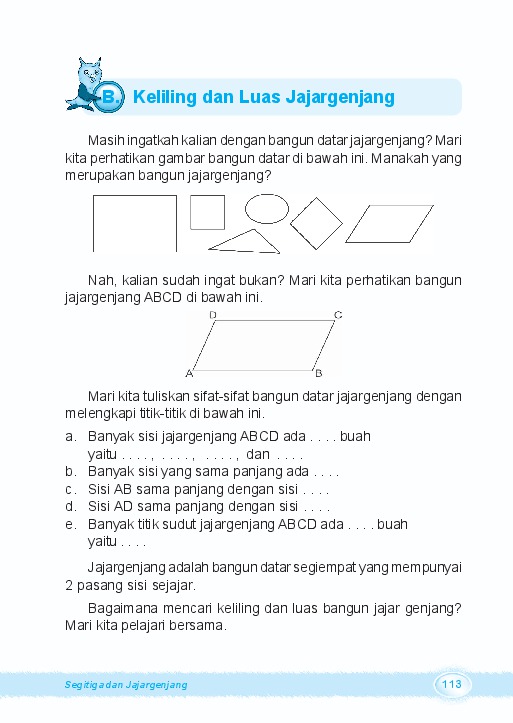 B. Keliling dan Luas Jajargenjang
Masih ingatkah kalian dengan bangun datar jajargenjang? Mari
kita perhatikan gambar bangun datar di bawah ini. Manakah yang
merupakan bangun jajargenjang?
Nah, kalian sudah ingat bukan? Mari kita perhatikan bangun
jajargenjang ABCD di bawah ini.
D C
A B
Mari kita tuliskan sifat-sifat bangun datar jajargenjang dengan
melengkapi titik-titik di bawah ini.
a. Banyak sisi jajargenjang ABCD ada . . . . buah
yaitu . . . . , . . . . , . . . . , dan . . . .
b. Banyak sisi yang sama panjang ada . . . .
c. Sisi AB sama panjang dengan sisi . . . .
d. Sisi AD sama panjang dengan sisi . . . .
e. Banyak titik sudut jajargenjang ABCD ada . . . . buah
yaitu . . . .
Jajargenjang adalah bangun datar segiempat yang mempunyai
2 pasang sisi sejajar.
Bagaimana mencari keliling dan luas bangun jajar genjang?
Mari kita pelajari bersama.
Segitiga dan Jajargenjang 113